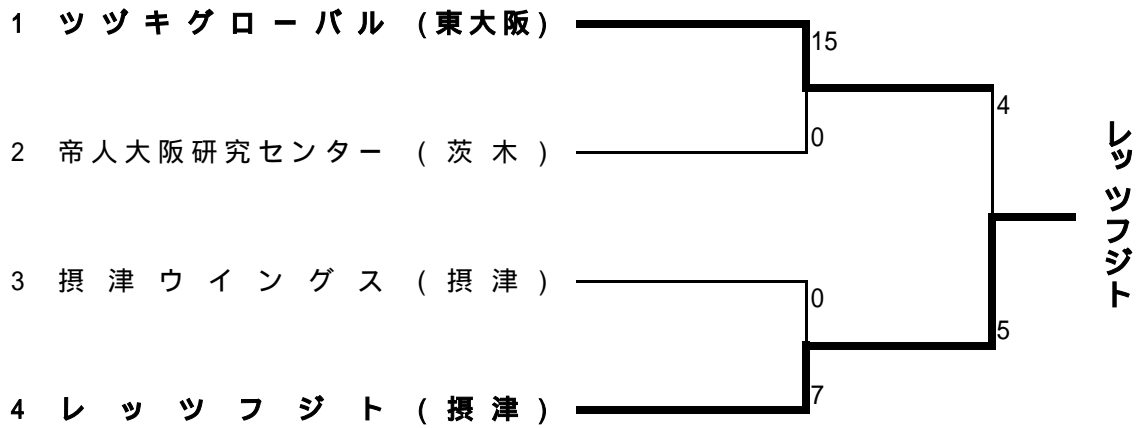 1 ツヅキグローバル (東大阪)
15
4
2 帝人大阪研究センター (茨木)
0
レッツフジト
3 摂津ウイングス (摂津)
0
5
4 レッツフジト (摂津)
7